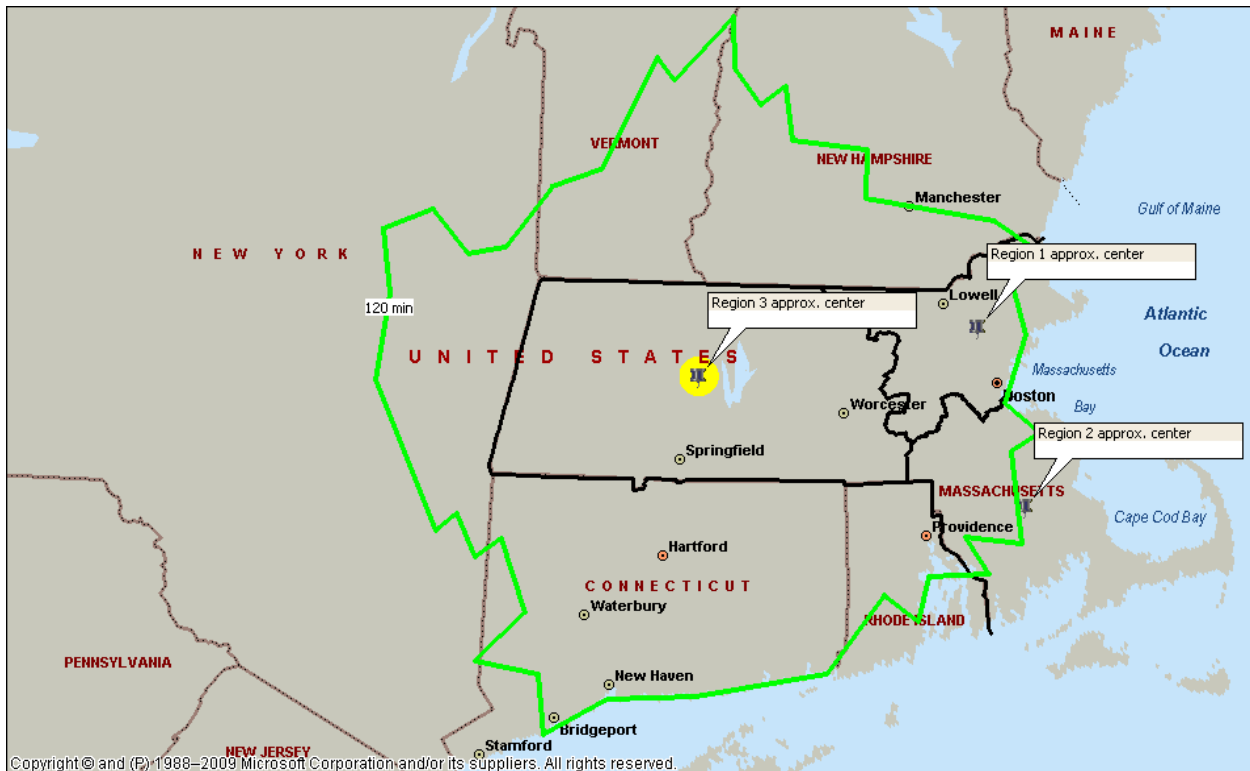 MAINE
VERMONT
NEW HAMPSHIRE
Manchester
Gulf of Maine
NEW YORK
Region 1 approx. center
Lowell
Region 3 approx. center
120 min
Atlantic
Ocean
UNITED STATES
Massachusetts
Bay
Boston
Worcester
Region 2 approx. center
Springfield
MASSACHUSETTS
Cape Cod Bay
Providence
Hartford
CONNECTICUT
Waterbury
RHODE ISLAND
PENNSYLVANIA
New Haven
Bridgeport
Stamford
NEW JERSEY
Copyright © and (P) 1988–2009 Microsoft Corporation and/or its suppliers. All rights reserved.